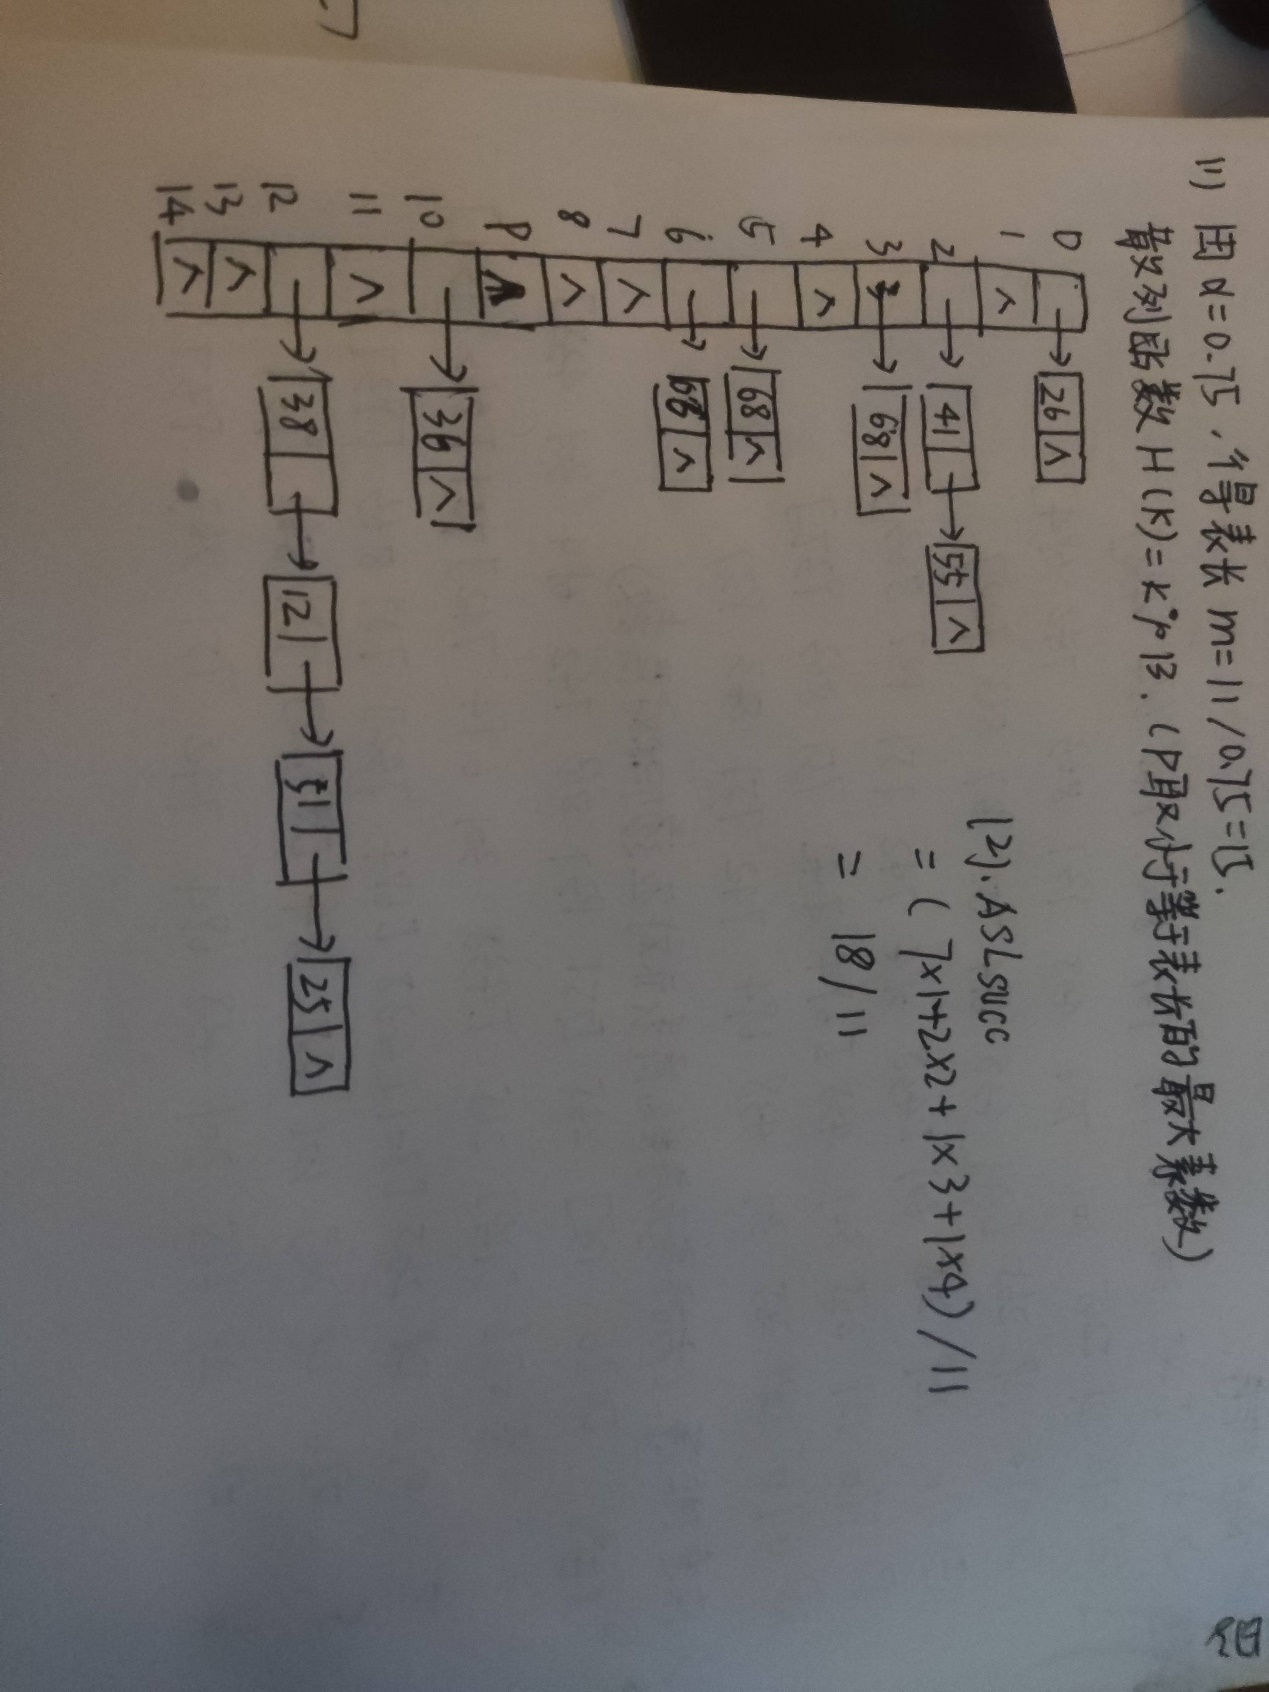 (1) 因α=0.75，得表长 m=11/0.75=15.
散列函数 H(K)=K%13. (P取小于等于表长的最大素数)
0 → 26 ∧
1 ∧
2 → 41 → 55 ∧
3 → 68 ∧
4 ∧
5 → 68 ∧
6 → ∧
7 ∧
8 ∧
9 ∧
10 → 36 ∧
11 ∧
12 → 38 → 12 → 51 → 25 ∧
13 ∧
14 ∧
(2). ASLsucc
= (7×1+2×2+1×3+1×4)/11
= 18/11